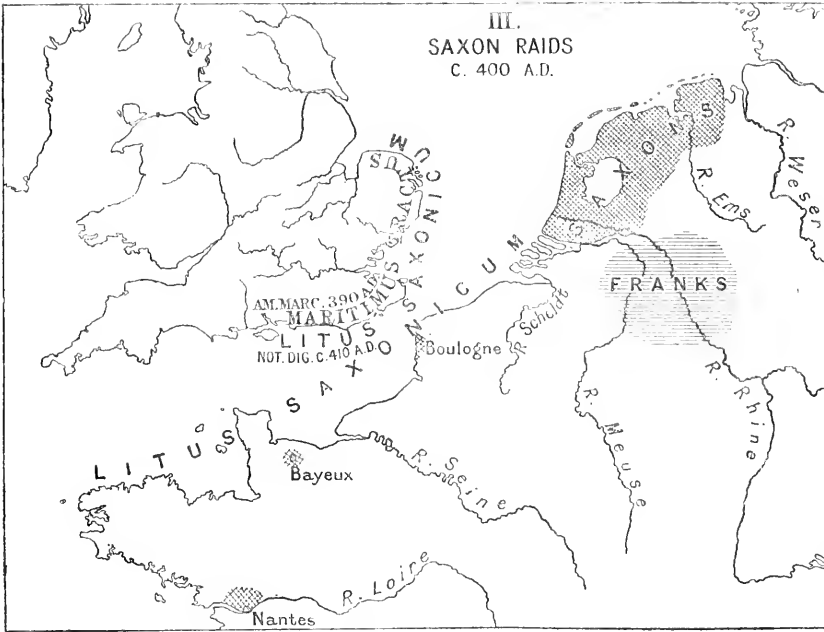 III.
SAXON RAIDS
C. 400 A.D.
SAXONS
R. Weser
R. Ems
FRANKS
MARITIMUS TRACTUS
AM. MARC. 390 A.D.
LITUS SAXONICUM
NOT. DIG. C. 410 A.D.
LITUS SAXONICUM
Boulogne
R. Scheldt
R. Rhine
R. Meuse
R. Seine
Bayeux
R. Loire
Nantes